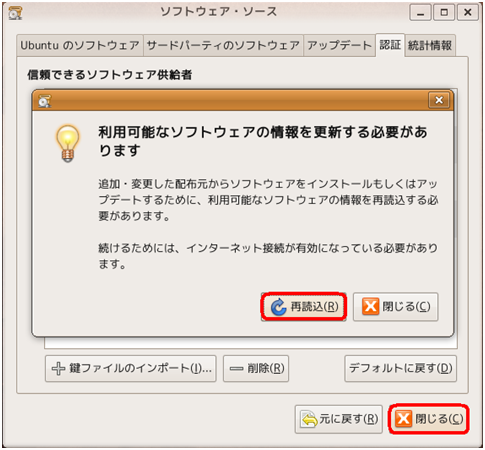 ソフトウェア・ソース
Ubuntu のソフトウェア サードパーティのソフトウェア アップデート 認証 統計情報
信頼できるソフトウェア供給者
利用可能なソフトウェアの情報を更新する必要があ
ります
追加・変更した配布元からソフトウェアをインストールもしくはアッ
プデートするために、利用可能なソフトウェアの情報を再読込する必
要があります。
続けるためには、インターネット接続が有効になっている必要があり
ます。
再読込(R) 閉じる(C)
鍵ファイルのインポート(I)... 削除(R) デフォルトに戻す(D)
元に戻す(R) 閉じる(C)